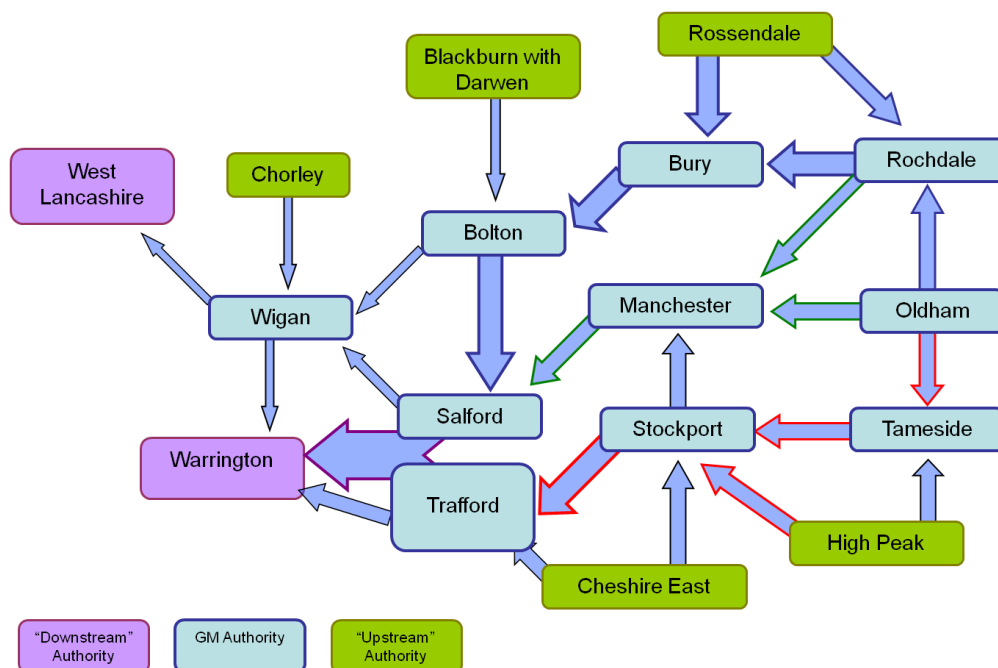 Rossendale
Blackburn with
Darwen
West
Lancashire
Chorley
Bury
Rochdale
Bolton
Wigan
Manchester
Oldham
Salford
Stockport
Tameside
Warrington
Trafford
High Peak
Cheshire East
“Downstream”
Authority
GM Authority
“Upstream”
Authority